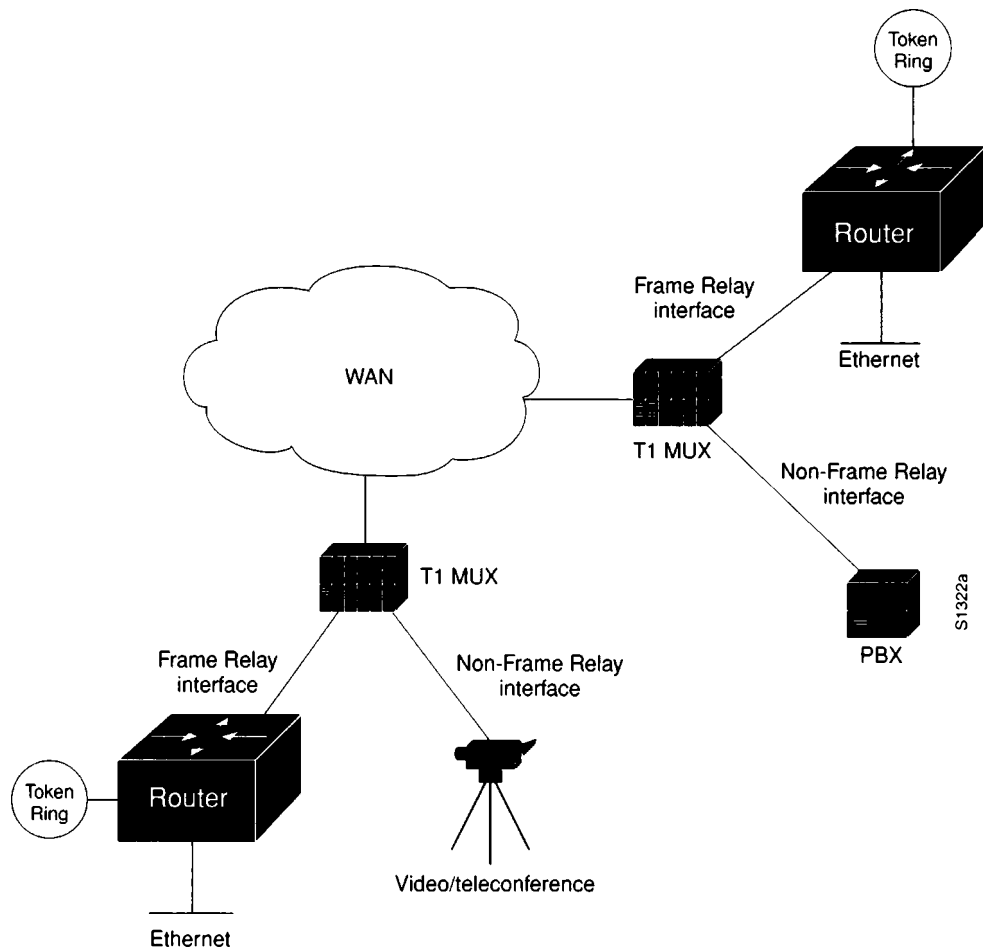 Token
Ring
Router
Frame Relay
interface
Ethernet
WAN
T1 MUX
Non-Frame Relay
interface
T1 MUX
S1322a
PBX
Frame Relay
interface
Non-Frame Relay
interface
Token
Ring
Router
Video/teleconference
Ethernet